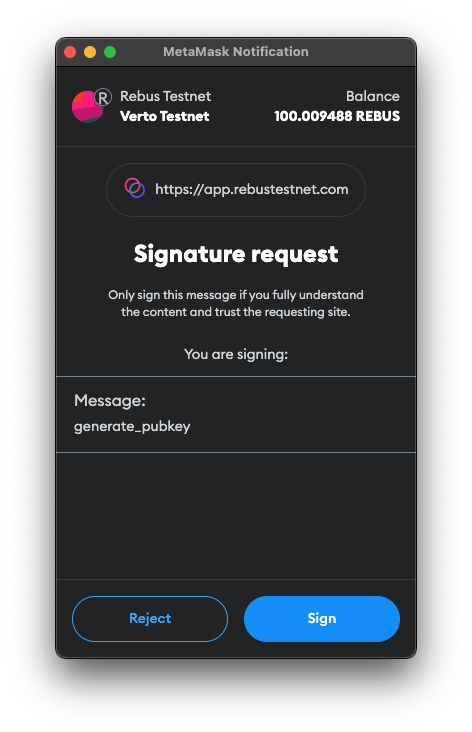 MetaMask Notification
R
Rebus Testnet
Balance
Verto Testnet
100.009488 REBUS
https://app.rebustestnet.com
Signature request
Only sign this message if you fully understand
the content and trust the requesting site.
You are signing:
Message:
generate_pubkey
Reject
Sign